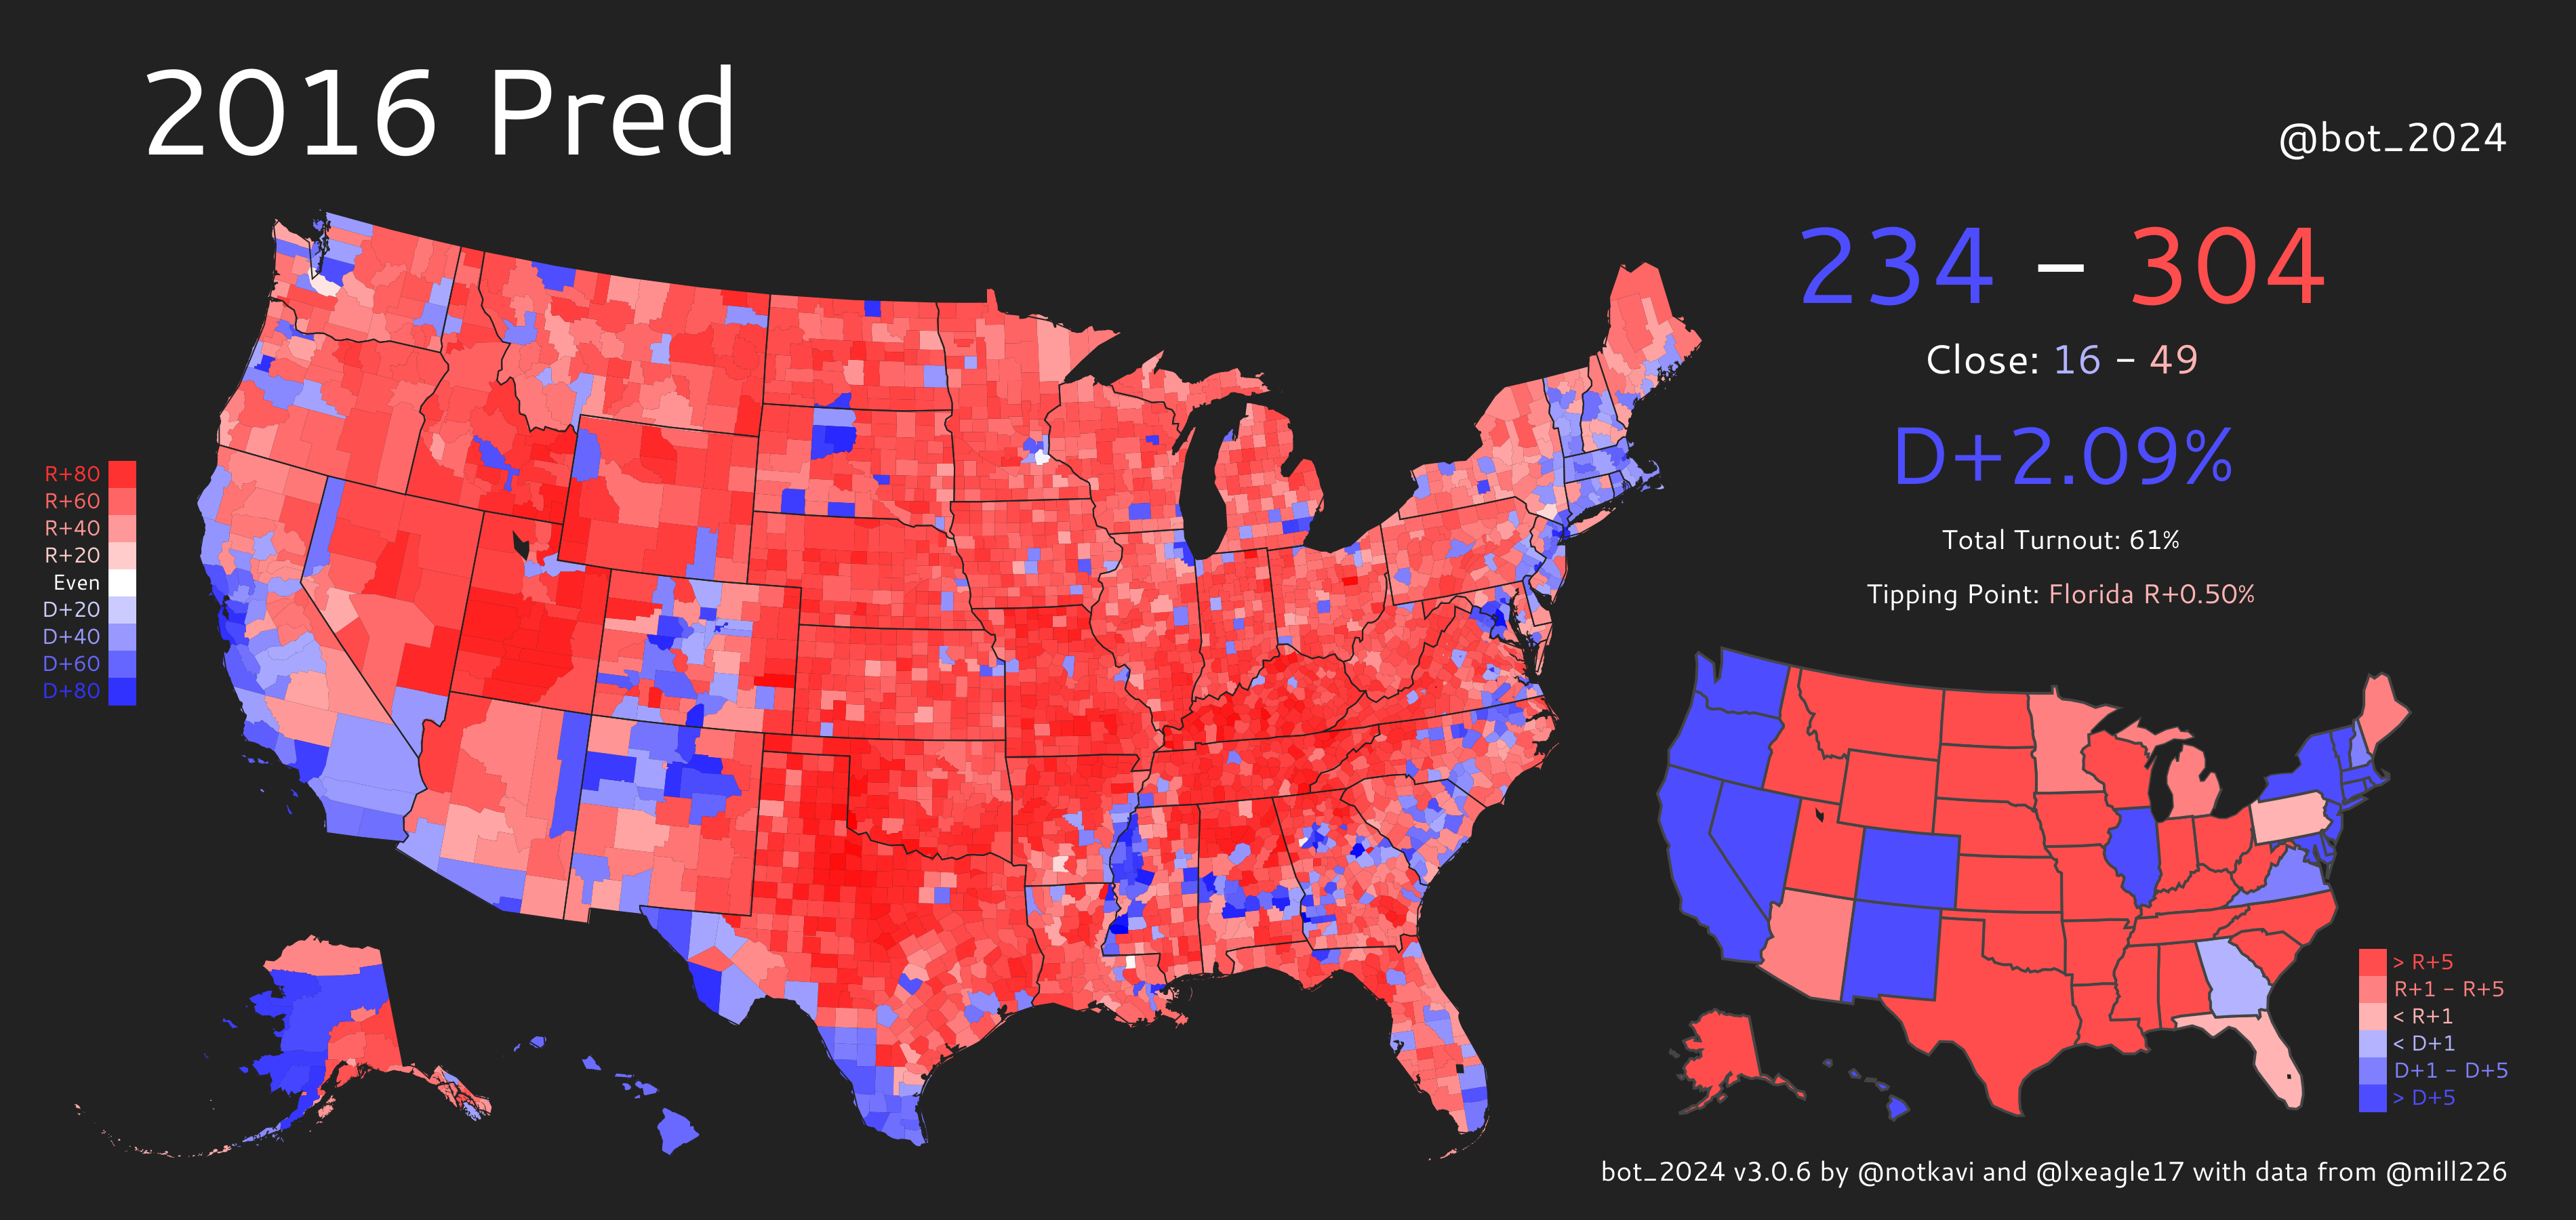 2016 Pred
@bot_2024
234 – 304
Close: 16 – 49
D+2.09%
Total Turnout: 61%
Tipping Point: Florida R+0.50%
R+80
R+60
R+40
R+20
Even
D+20
D+40
D+60
D+80
> R+5
R+1 – R+5
< R+1
< D+1
D+1 – D+5
> D+5
bot_2024 v3.0.6 by @notkavi and @lxeagle17 with data from @mill226